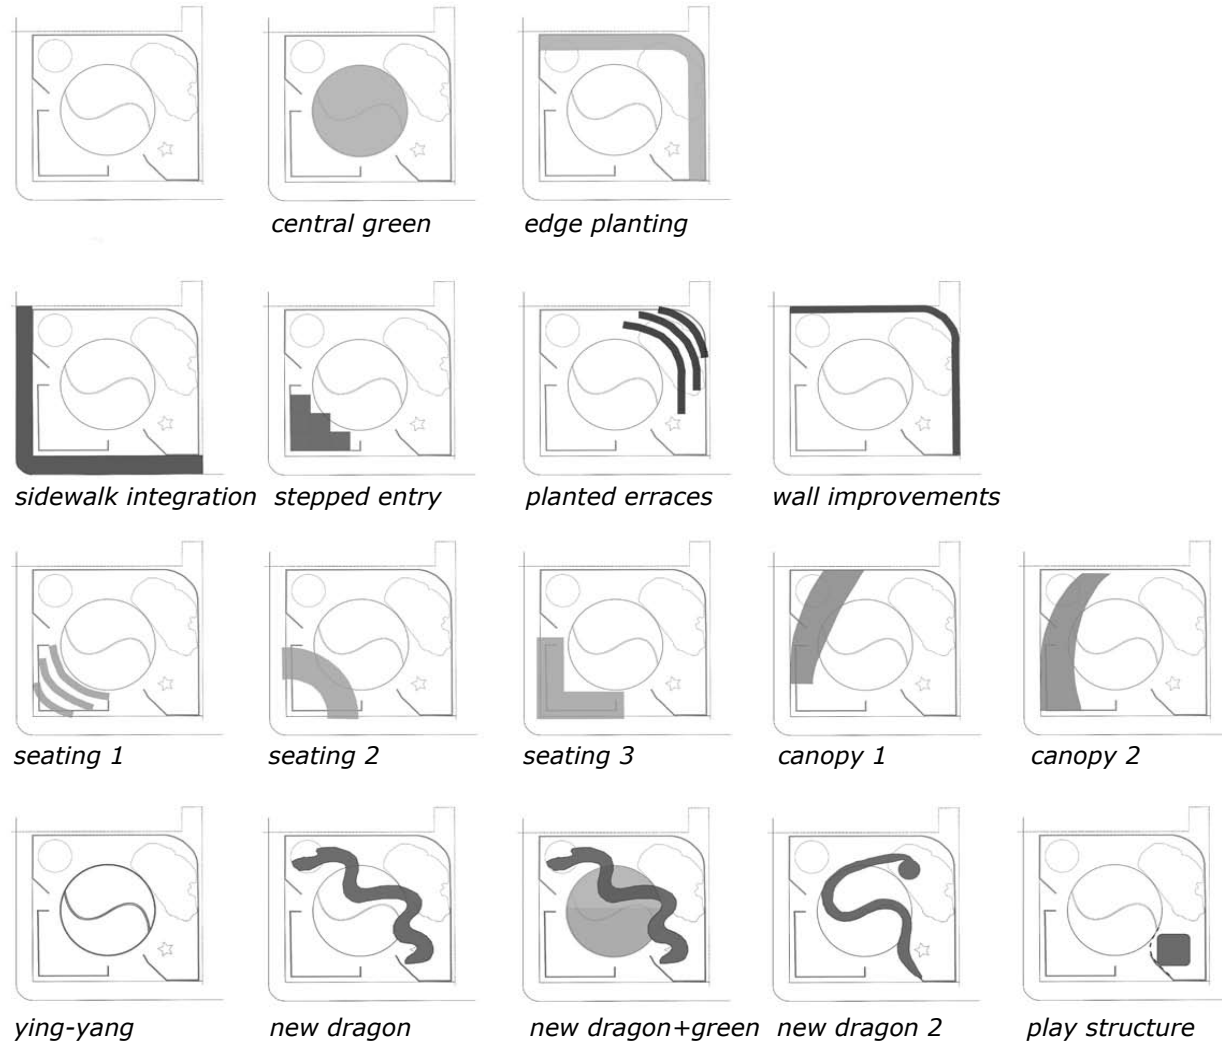 central green
edge planting
sidewalk integration
stepped entry
planted erraces
wall improvements
seating 1
seating 2
seating 3
canopy 1
canopy 2
ying-yang
new dragon
new dragon+green
new dragon 2
play structure